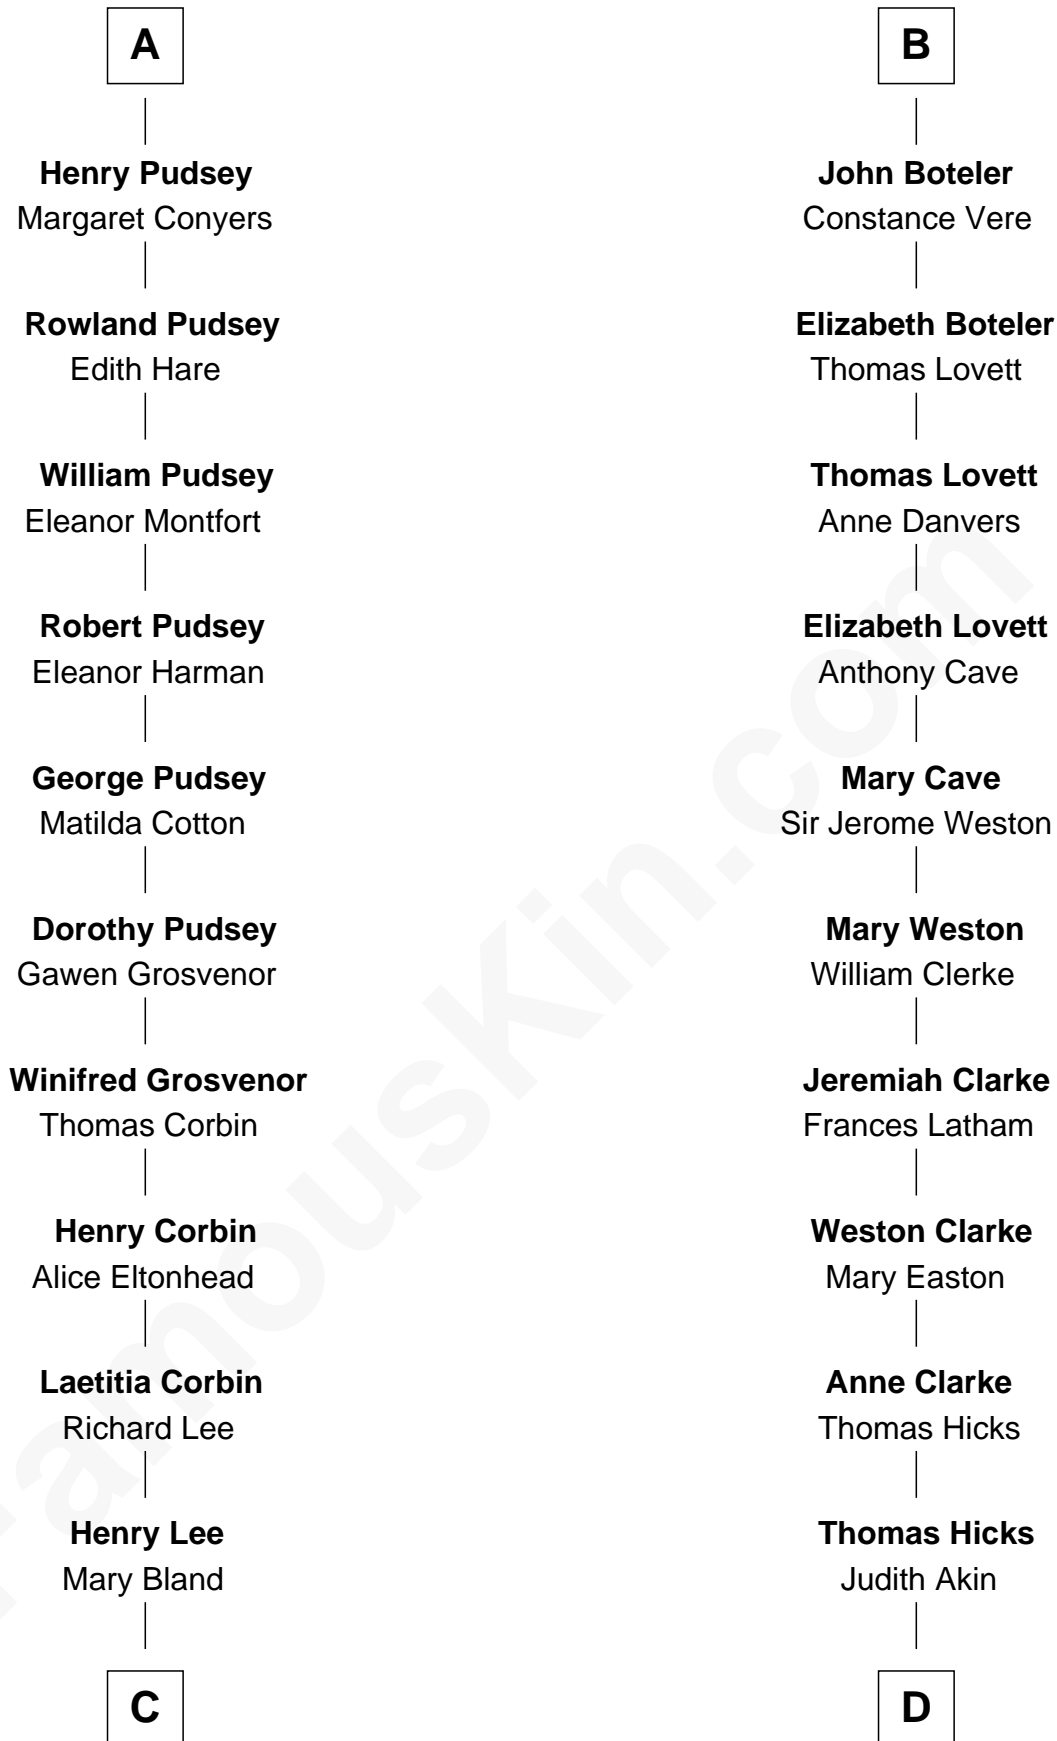 A
Henry Pudsey
Margaret Conyers
Rowland Pudsey
Edith Hare
William Pudsey
Eleanor Montfort
Robert Pudsey
Eleanor Harman
George Pudsey
Matilda Cotton
Dorothy Pudsey
Gawen Grosvenor
Winifred Grosvenor
Thomas Corbin
Henry Corbin
Alice Eltonhead
Laetitia Corbin
Richard Lee
Henry Lee
Mary Bland
C
B
John Boteler
Constance Vere
Elizabeth Boteler
Thomas Lovett
Thomas Lovett
Anne Danvers
Elizabeth Lovett
Anthony Cave
Mary Cave
Sir Jerome Weston
Mary Weston
William Clerke
Jeremiah Clarke
Frances Latham
Weston Clarke
Mary Easton
Anne Clarke
Thomas Hicks
Thomas Hicks
Judith Akin
D
FamousKin.com